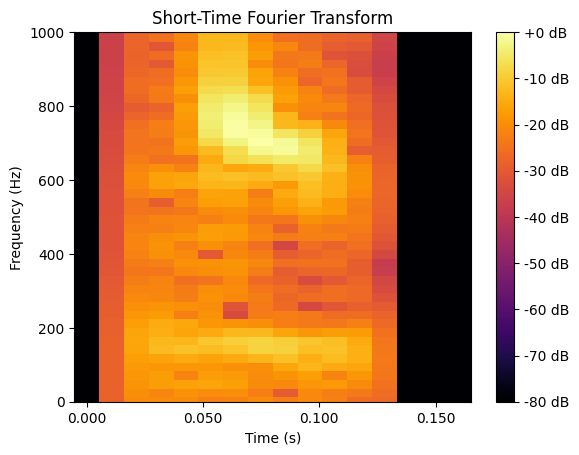 Short-Time Fourier Transform
Frequency (Hz)
1000
800
600
400
200
0
0.000
0.050
0.100
0.150
Time (s)
+0 dB
-10 dB
-20 dB
-30 dB
-40 dB
-50 dB
-60 dB
-70 dB
-80 dB